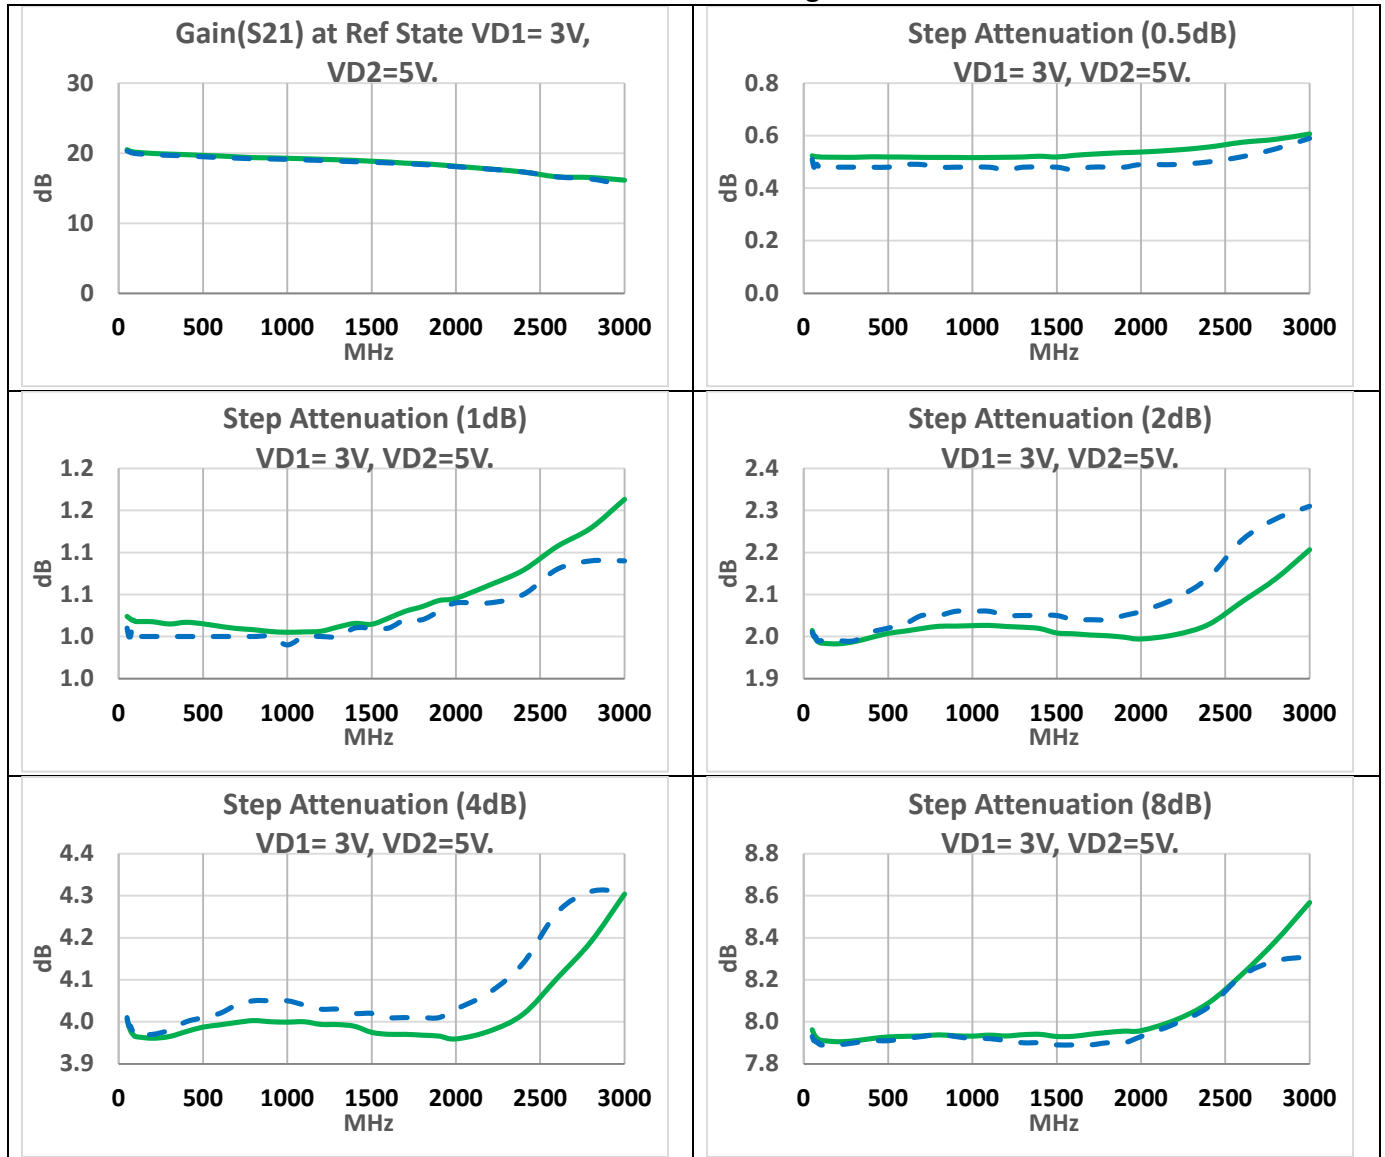 Gain(S21) at Ref State VD1= 3V,
VD2=5V.
30
20
10
0
dB
0 500 1000 1500 2000 2500 3000
MHz
Step Attenuation (0.5dB)
VD1= 3V, VD2=5V.
0.8
0.6
0.4
0.2
0.0
dB
0 500 1000 1500 2000 2500 3000
MHz
Step Attenuation (1dB)
VD1= 3V, VD2=5V.
1.2
1.2
1.1
1.1
1.0
1.0
dB
0 500 1000 1500 2000 2500 3000
MHz
Step Attenuation (2dB)
VD1= 3V, VD2=5V.
2.4
2.3
2.2
2.1
2.0
1.9
dB
0 500 1000 1500 2000 2500 3000
MHz
Step Attenuation (4dB)
VD1= 3V, VD2=5V.
4.4
4.3
4.2
4.1
4.0
3.9
dB
0 500 1000 1500 2000 2500 3000
MHz
Step Attenuation (8dB)
VD1= 3V, VD2=5V.
8.8
8.6
8.4
8.2
8.0
7.8
dB
0 500 1000 1500 2000 2500 3000
MHz